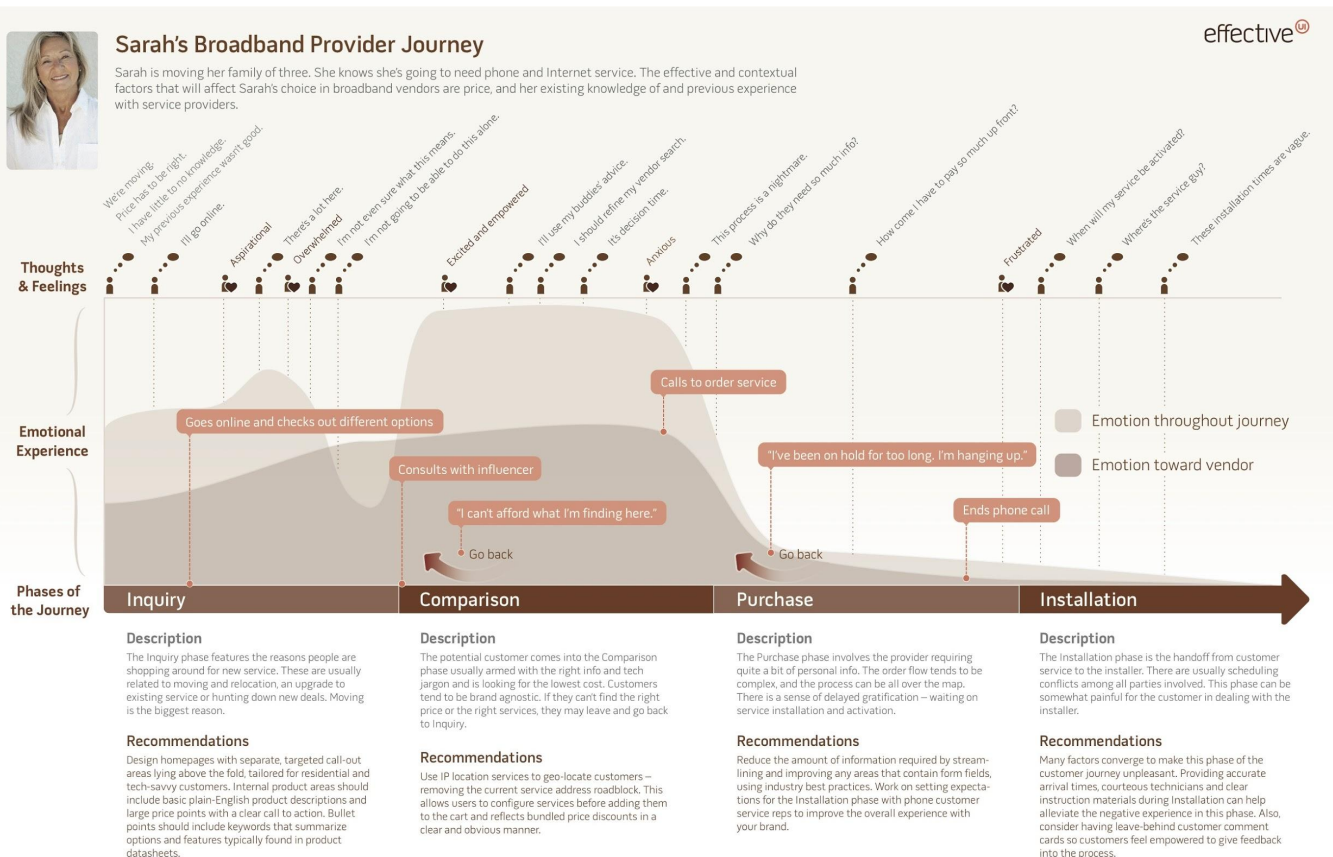 effective UI
Sarah's Broadband Provider Journey
Sarah is moving her family of three. She knows she's going to need phone and Internet service. The effective and contextual
factors that will affect Sarah's choice in broadband vendors are price, and her existing knowledge of and previous experience
with service providers.
We're moving.
Price has to be right.
I have little to no knowledge.
My previous experience wasn't good.
I'll go online.
Aspirational
There's a lot here.
Overwhelmed
I'm not even sure what this means.
I'm not going to be able to do this alone.
Excited and empowered
I'll use my buddies' advice.
I should refine my vendor search.
It's decision time.
Anxious
This process is a nightmare.
Why do they need so much info?
How come I have to pay so much up front?
Frustrated
When will my service be activated?
Where's the service guy?
These installation times are vague.
Thoughts
& Feelings
Emotional
Experience
Phases of
the Journey
Goes online and checks out different options
Consults with influencer
"I can't afford what I'm finding here."
Go back
Calls to order service
"I've been on hold for too long. I'm hanging up."
Go back
Ends phone call
Emotion throughout journey
Emotion toward vendor
Inquiry
Comparison
Purchase
Installation
Description
The Inquiry phase features the reasons people are
shopping around for new service. These are usually
related to moving and relocation, an upgrade to
existing service or hunting down new deals. Moving
is the biggest reason.
Recommendations
Design homepages with separate, targeted call-out
areas lying above the fold, tailored for residential and
tech-savvy customers. Internal product areas should
include basic plain-English product descriptions and
large price points with a clear call to action. Bullet
points should include keywords that summarize
options and features typically found in product
datasheets.
Description
The potential customer comes into the Comparison
phase usually armed with the right info and tech
jargon and is looking for the lowest cost. Customers
tend to be brand agnostic. If they can't find the right
price or the right services, they may leave and go back
to Inquiry.
Recommendations
Use IP location services to geo-locate customers –
removing the current service address roadblock. This
allows users to configure services before adding them
to the cart and reflects bundled price discounts in a
clear and obvious manner.
Description
The Purchase phase involves the provider requiring
quite a bit of personal info. The order flow tends to be
complex, and the process can be all over the map.
There is a sense of delayed gratification – waiting on
service installation and activation.
Recommendations
Reduce the amount of information required by stream-
lining and improving any areas that contain form fields,
using industry best practices. Work on setting expecta-
tions for the Installation phase with phone customer
service reps to improve the overall experience with
your brand.
Description
The Installation phase is the handoff from customer
service to the installer. There are usually scheduling
conflicts among all parties involved. This phase can be
somewhat painful for the customer in dealing with the
installer.
Recommendations
Many factors converge to make this phase of the
customer journey unpleasant. Providing accurate
arrival times, courteous technicians and clear
instruction materials during Installation can help
alleviate the negative experience in this phase. Also,
consider having leave-behind customer comment
cards so customers feel empowered to give feedback
into the process.